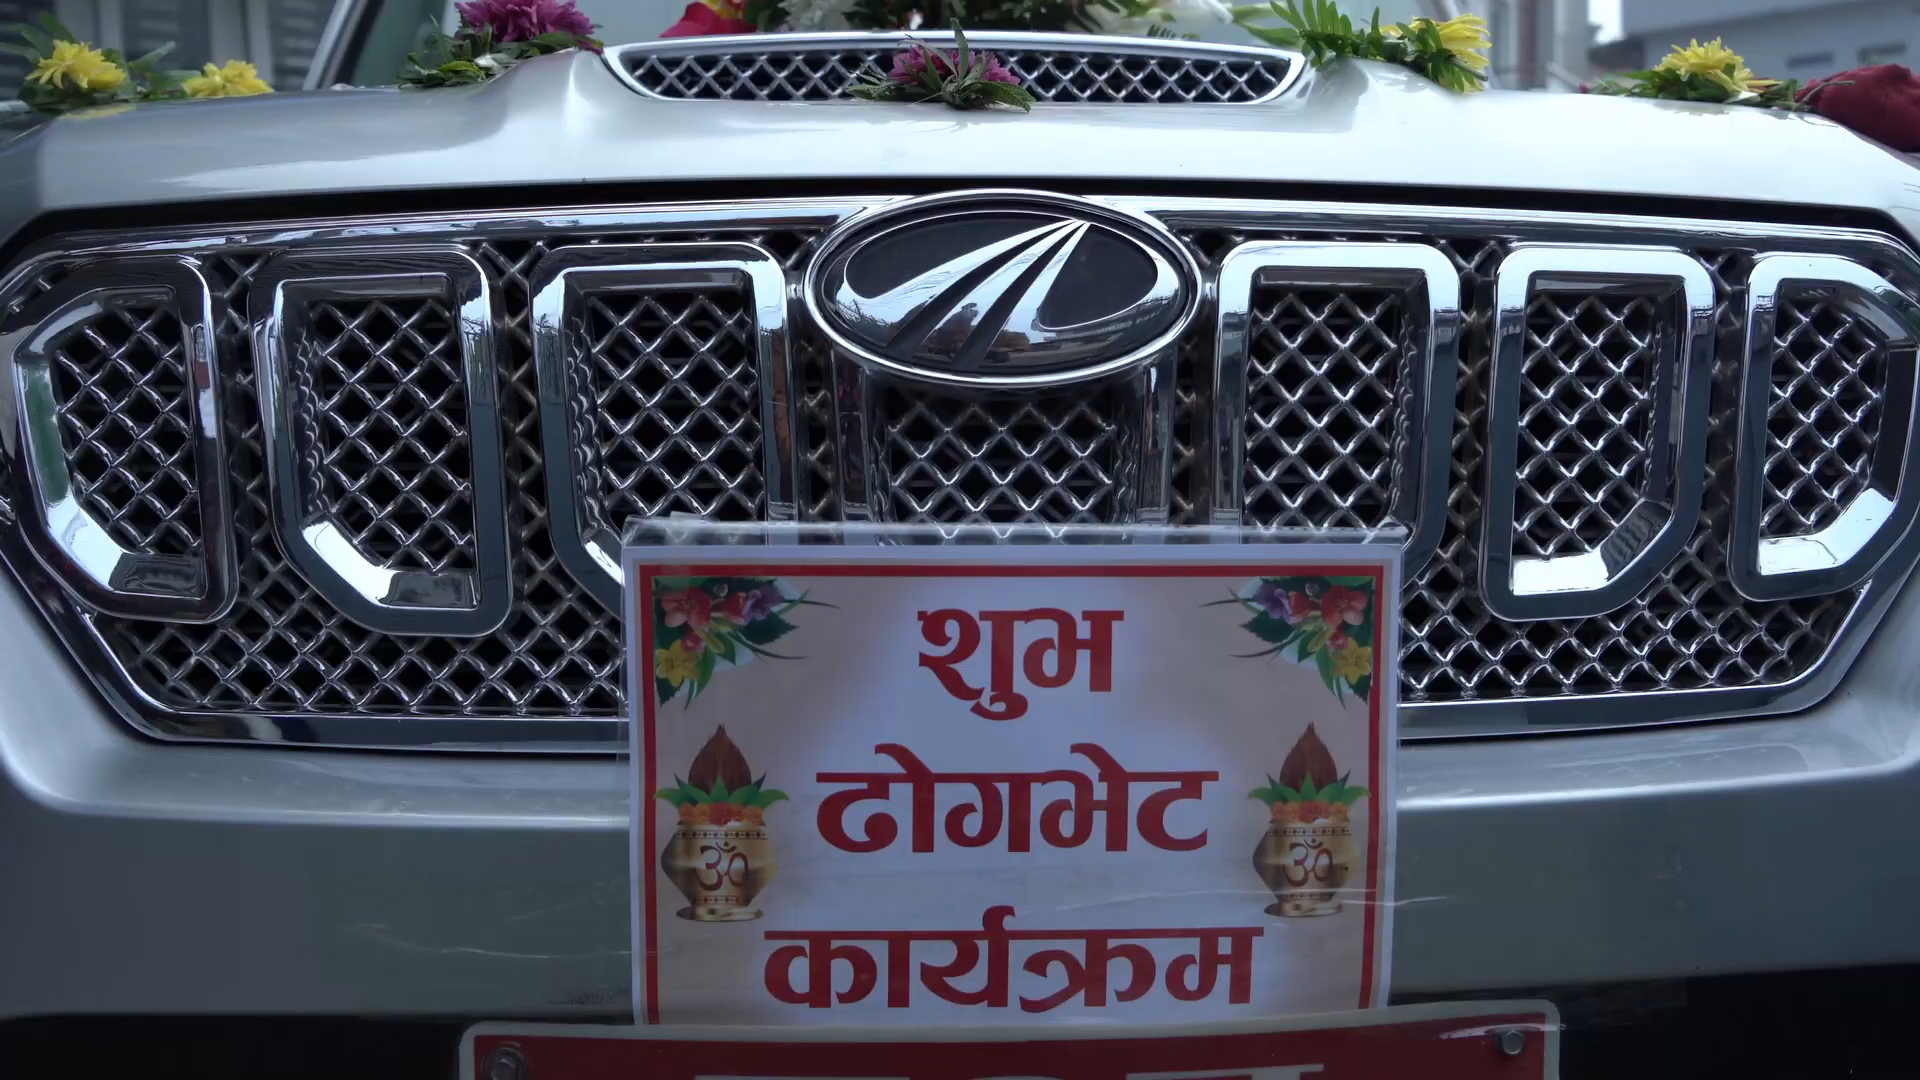 शुभ
ढोगभेट
कार्यक्रम
ॐ
ॐ